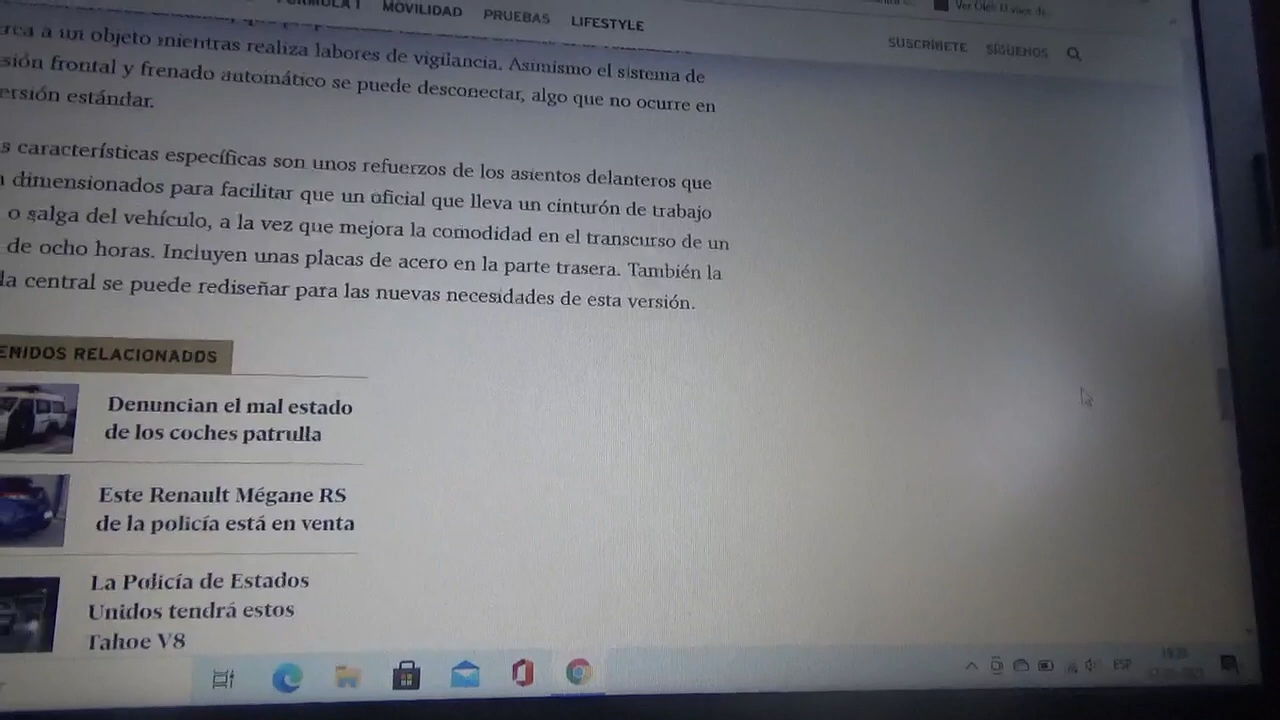 MOVILIDAD PRUEBAS LIFESTYLE
SUSCRÍBETE SÍGUENOS
a un objeto mientras realiza labores de vigilancia. Asimismo el sistema de
sión frontal y frenado automático se puede desconectar, algo que no ocurre en
ersión estándar.
s características específicas son unos refuerzos de los asientos delanteros que
dimensionados para facilitar que un oficial que lleva un cinturón de trabajo
o salga del vehículo, a la vez que mejora la comodidad en el transcurso de un
de ocho horas. Incluyen unas placas de acero en la parte trasera. También la
la central se puede rediseñar para las nuevas necesidades de esta versión.
ENIDOS RELACIONADOS
Denuncian el mal estado
de los coches patrulla
Este Renault Mégane RS
de la policía está en venta
La Policía de Estados
Unidos tendrá estos
Tahoe V8
ESP